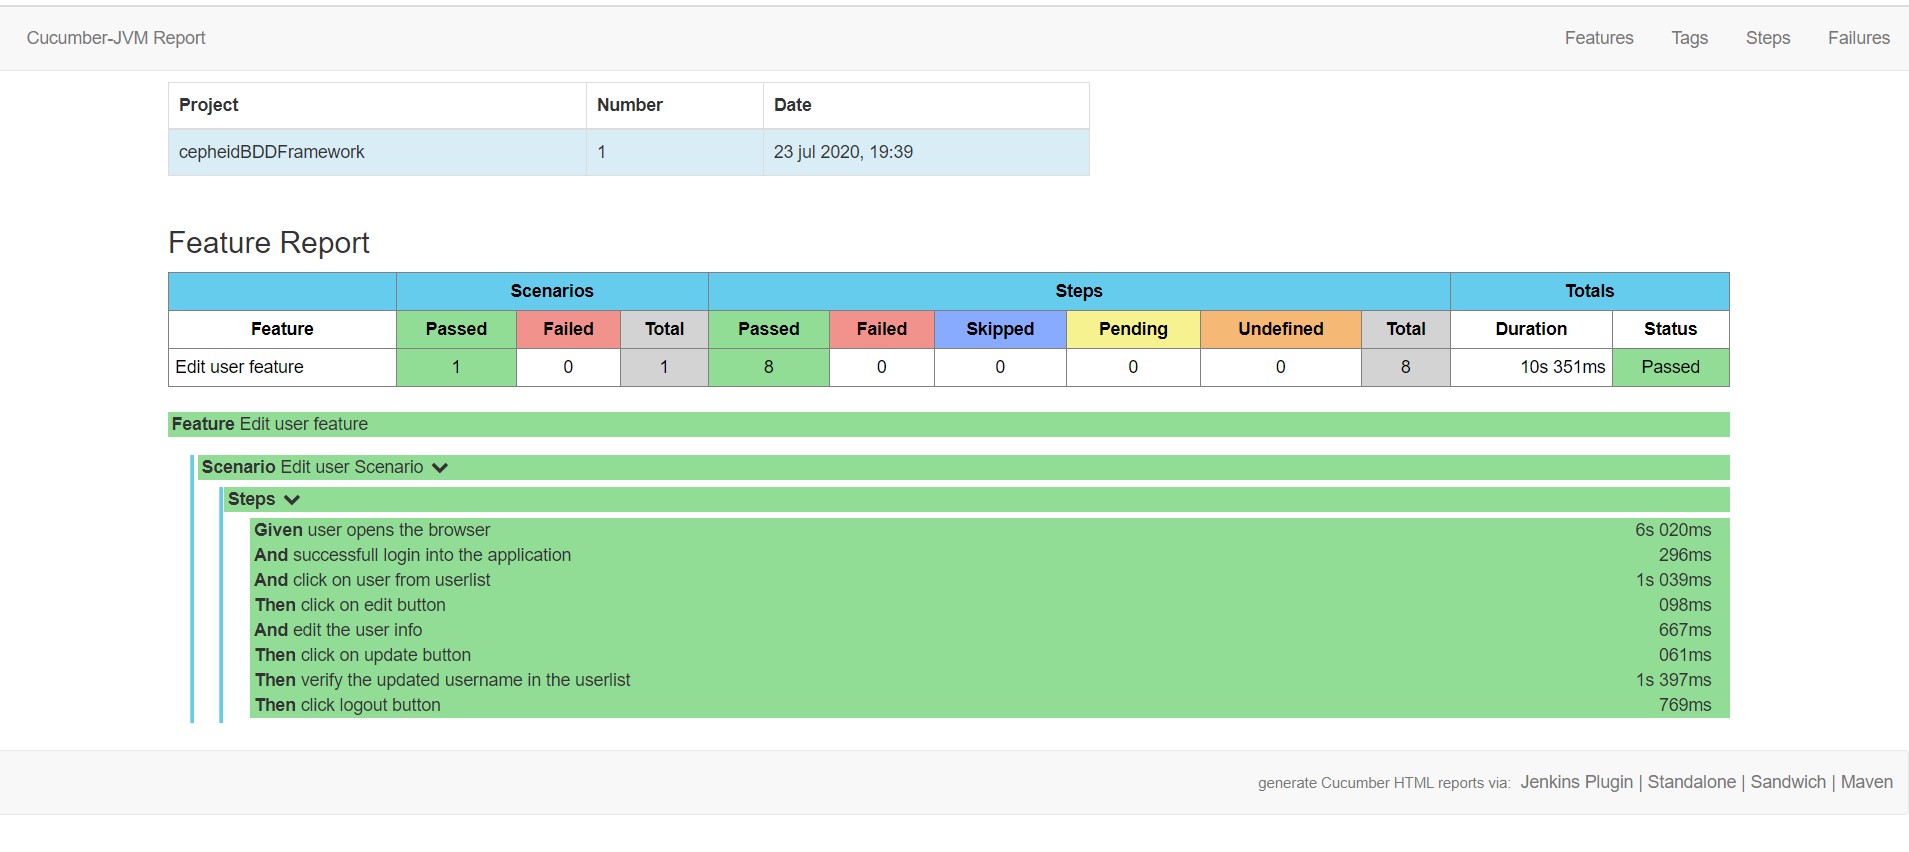 Cucumber-JVM Report Features Tags Steps Failures
Project Number Date
cepheidBDDFramework 1 23 jul 2020, 19:39
Feature Report
Scenarios Steps Totals
Feature Passed Failed Total Passed Failed Skipped Pending Undefined Total Duration Status
Edit user feature 1 0 1 8 0 0 0 0 8 10s 351ms Passed
Feature Edit user feature
Scenario Edit user Scenario
Steps
Given user opens the browser 6s 020ms
And successfull login into the application 296ms
And click on user from userlist 1s 039ms
Then click on edit button 098ms
And edit the user info 667ms
Then click on update button 061ms
Then verify the updated username in the userlist 1s 397ms
Then click logout button 769ms
generate Cucumber HTML reports via: Jenkins Plugin | Standalone | Sandwich | Maven